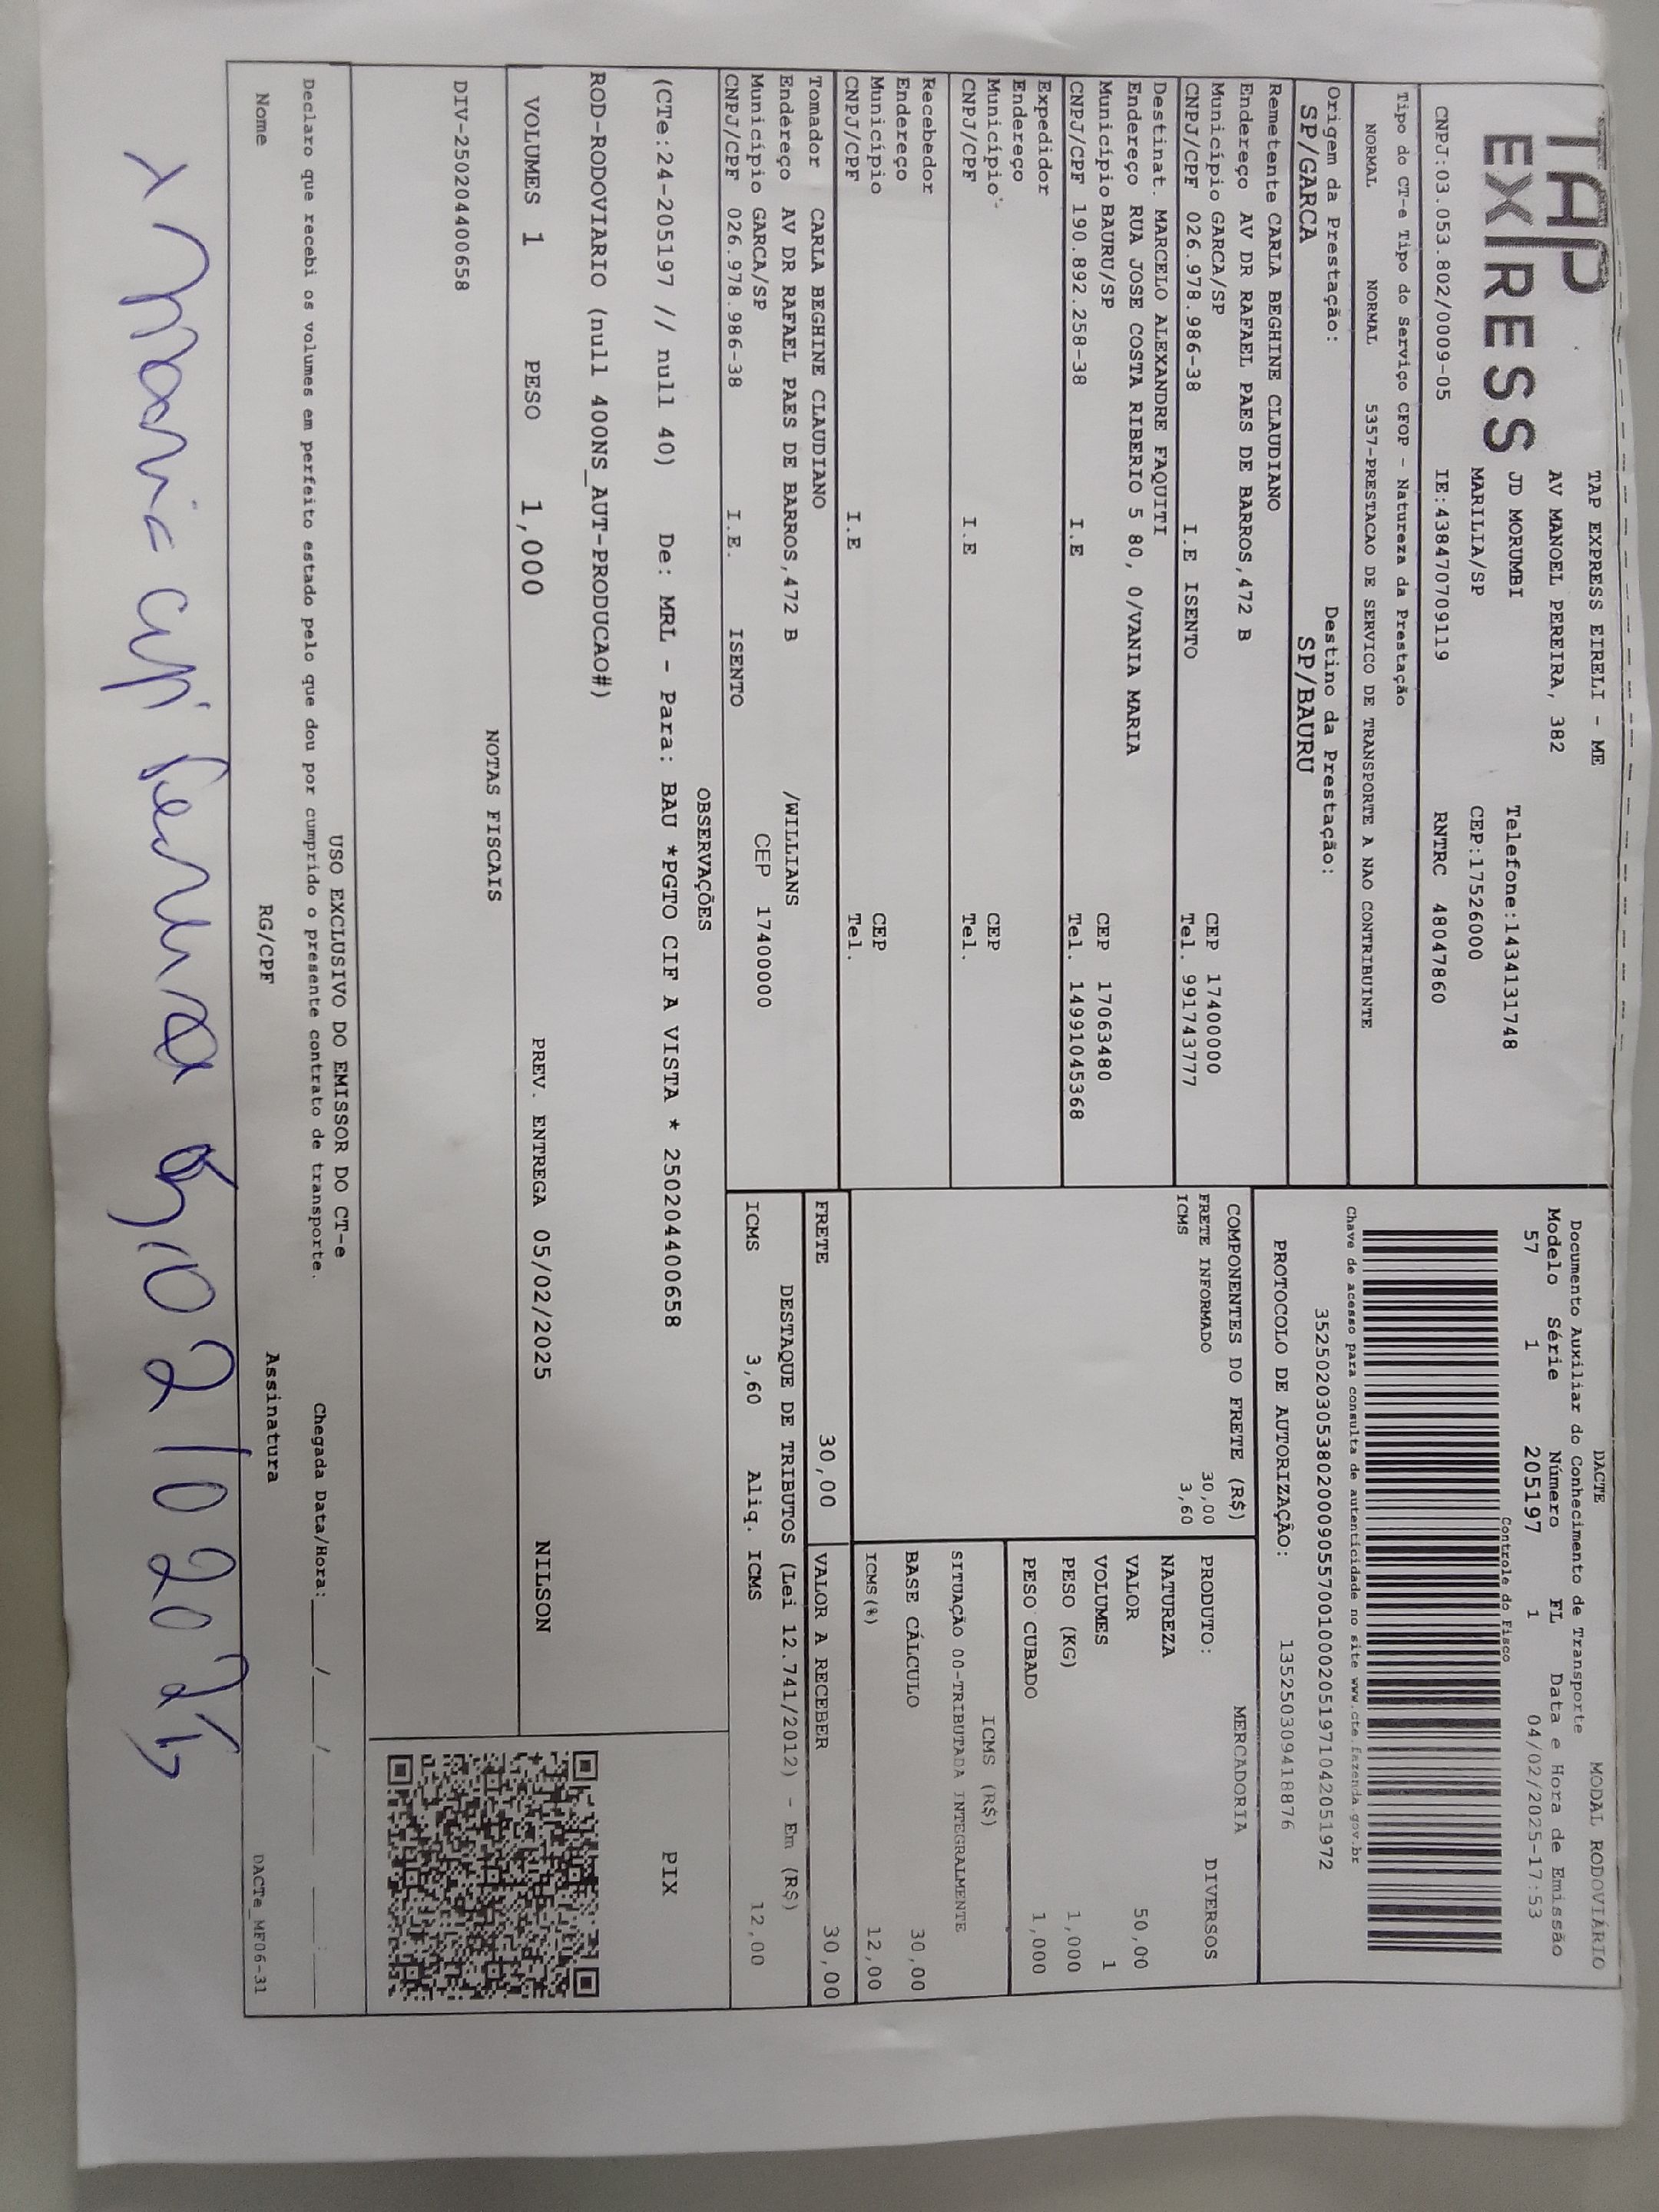 TAP EXPRESS
TAP EXPRESS EIRELI - ME
AV MANOEL PEREIRA, 382
JD MORUMBI Telefone:1434131748
MARILIA/SP CEP:17526000
CNPJ:03.053.802/0009-05 IE:438470709119 RNTRC 48047860
Tipo do CT-e Tipo do Serviço CFOP - Natureza da Prestação
NORMAL NORMAL 5357-PRESTACAO DE SERVICO DE TRANSPORTE A NAO CONTRIBUINTE
Origem da Prestação: Destino da Prestação:
SP/GARCA SP/BAURU
DACTE MODAL RODOVIÁRIO
Documento Auxiliar do Conhecimento de Transporte
Modelo Série Número FL Data e Hora de Emissão
57 1 205197 1 04/02/2025-17:53
Controle do Fisco
Chave de acesso para consulta de autenticidade no site www.cte.fazenda.gov.br
35250203053802000905570010002051971042051972
PROTOCOLO DE AUTORIZAÇÃO: 135250309418876
Remetente CARLA BEGHINE CLAUDIANO
Endereço AV DR RAFAEL PAES DE BARROS,472 B
Município GARCA/SP CEP 17400000
CNPJ/CPF 026.978.986-38 I.E ISENTO Tel. 991743777
Destinat. MARCELO ALEXANDRE FAQUITI
Endereço RUA JOSE COSTA RIBERIO 5 80, 0/VANIA MARIA
Município BAURU/SP CEP 17063480
CNPJ/CPF 190.892.258-38 I.E Tel. 14991045368
Expedidor
Endereço
Município CEP
CNPJ/CPF I.E Tel.
Recebedor
Endereço
Município CEP
CNPJ/CPF I.E Tel.
Tomador CARLA BEGHINE CLAUDIANO
Endereço AV DR RAFAEL PAES DE BARROS,472 B /WILLIANS
Município GARCA/SP CEP 17400000
CNPJ/CPF 026.978.986-38 I.E. ISENTO
COMPONENTES DO FRETE (R$)
FRETE INFORMADO 30,00
ICMS 3,60
MERCADORIA
PRODUTO: DIVERSOS
NATUREZA
VALOR 50,00
VOLUMES 1
PESO (KG) 1,000
PESO CUBADO 1,000
ICMS (R$)
SITUAÇÃO 00-TRIBUTADA INTEGRALMENTE
BASE CÁLCULO 30,00
ICMS(%) 12,00
FRETE 30,00 VALOR A RECEBER 30,00
DESTAQUE DE TRIBUTOS (Lei 12.741/2012) - Em (R$)
ICMS 3,60 Aliq. ICMS 12,00
OBSERVAÇÕES
(CTe:24-205197 // null 40) De: MRL - Para: BAU *PGTO CIF A VISTA * 250204400658
ROD-RODOVIARIO (null 400NS_AUT-PRODUCAO#)
PIX
VOLUMES 1 PESO 1,000 PREV. ENTREGA 05/02/2025 NILSON
NOTAS FISCAIS
DIV-250204400658
USO EXCLUSIVO DO EMISSOR DO CT-e
Declaro que recebi os volumes em perfeito estado pelo que dou por cumprido o presente contrato de transporte. Chegada Data/Hora:____/____/____ ____:____
Nome RG/CPF Assinatura DACTe_MF06-31